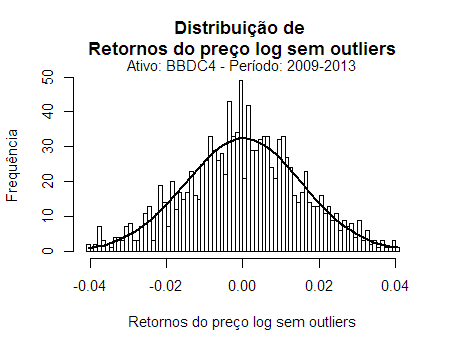 Distribuição de
Retornos do preço log sem outliers
Ativo: BBDC4 - Período: 2009-2013
Frequência
50
40
30
20
10
0
-0.04 -0.02 0.00 0.02 0.04
Retornos do preço log sem outliers